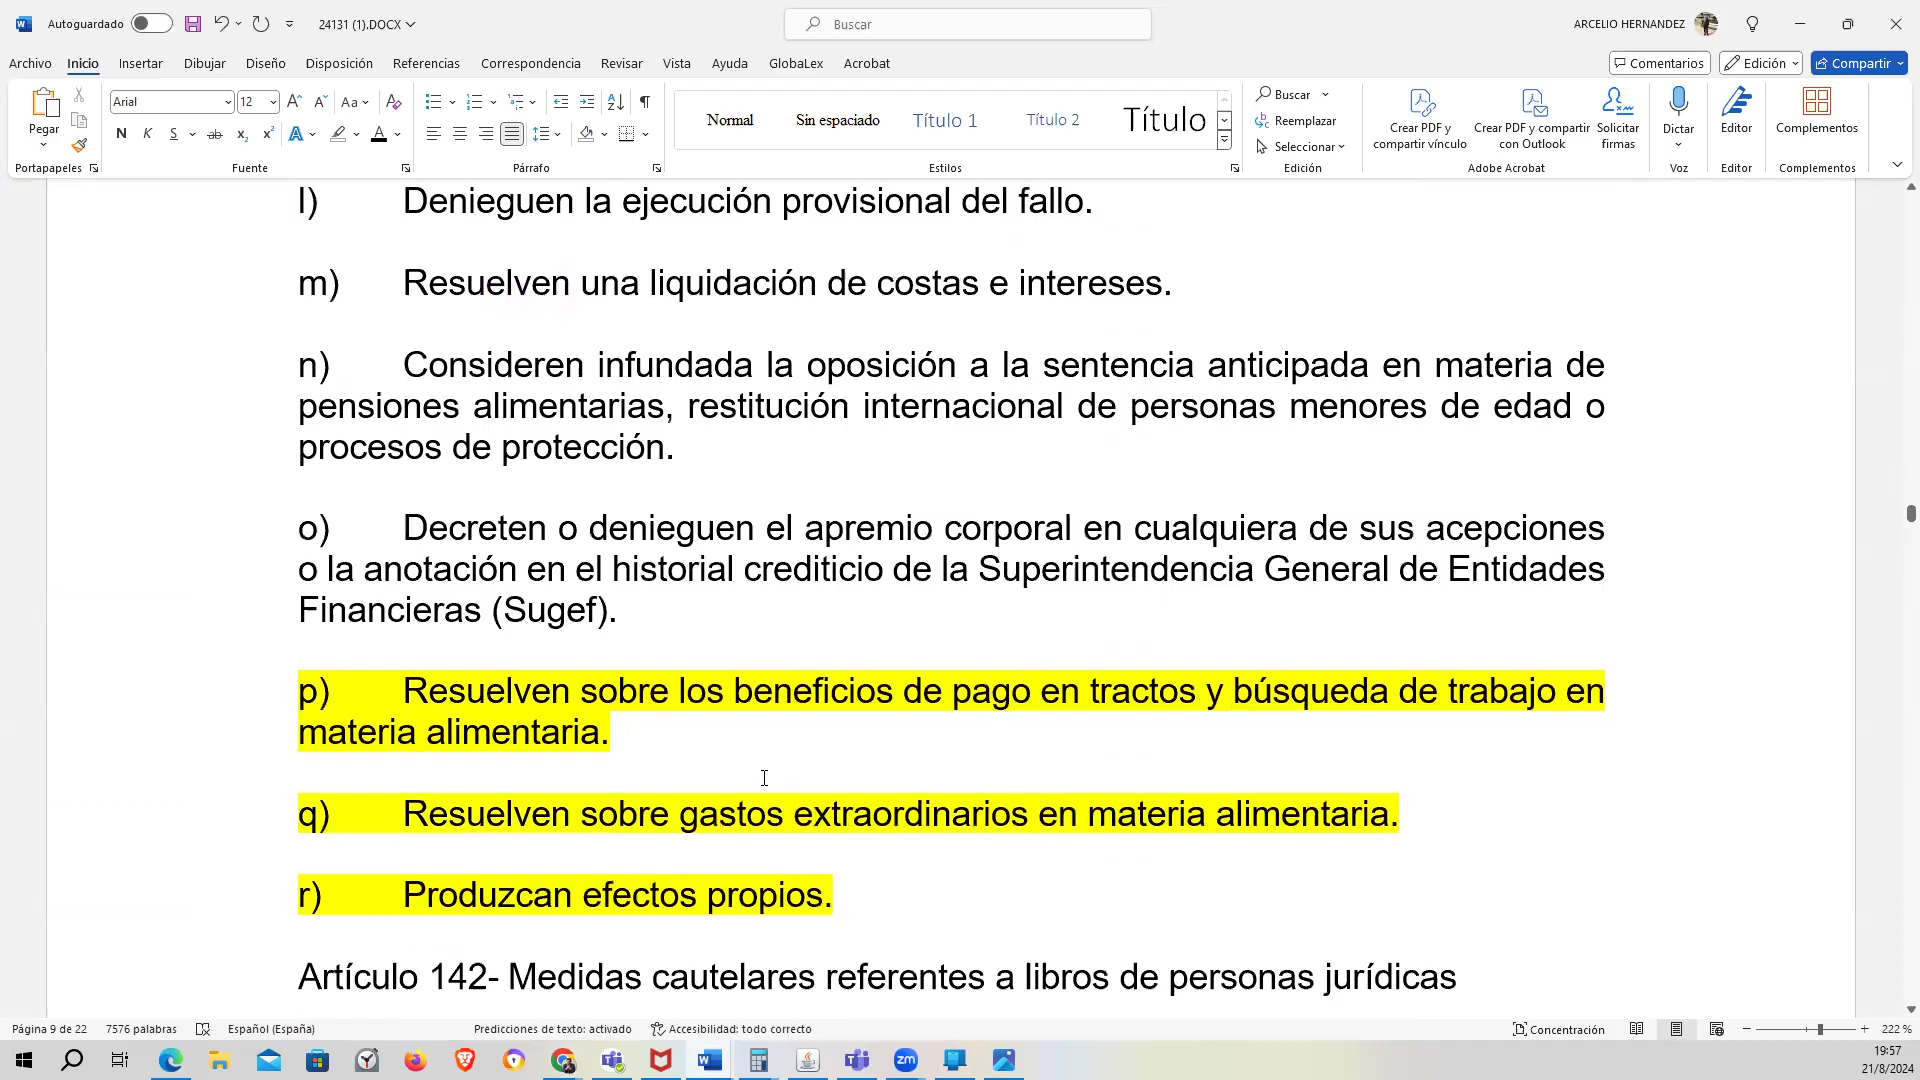 Autoguardado
24131 (1).DOCX
Buscar
ARCELIO HERNANDEZ
Archivo Inicio Insertar Dibujar Diseño Disposición Referencias Correspondencia Revisar Vista Ayuda GlobaLex Acrobat
Comentarios Edición Compartir
Pegar
Portapapeles
Arial 12
Aa
N K S ab x₂ x² A A
Fuente
Párrafo
Normal Sin espaciado Título 1 Título 2 Título
Estilos
Buscar
Reemplazar
Seleccionar
Edición
Crear PDF y compartir vínculo
Crear PDF y compartir con Outlook
Solicitar firmas
Adobe Acrobat
Dictar
Voz
Editor
Editor
Complementos
Complementos
l) Denieguen la ejecución provisional del fallo.
m) Resuelven una liquidación de costas e intereses.
n) Consideren infundada la oposición a la sentencia anticipada en materia de
pensiones alimentarias, restitución internacional de personas menores de edad o
procesos de protección.
o) Decreten o denieguen el apremio corporal en cualquiera de sus acepciones
o la anotación en el historial crediticio de la Superintendencia General de Entidades
Financieras (Sugef).
p) Resuelven sobre los beneficios de pago en tractos y búsqueda de trabajo en
materia alimentaria.
q) Resuelven sobre gastos extraordinarios en materia alimentaria.
r) Produzcan efectos propios.
Artículo 142- Medidas cautelares referentes a libros de personas jurídicas
Página 9 de 22 7576 palabras Español (España) Predicciones de texto: activado Accesibilidad: todo correcto Concentración 222 %
zm
19:57
21/8/2024